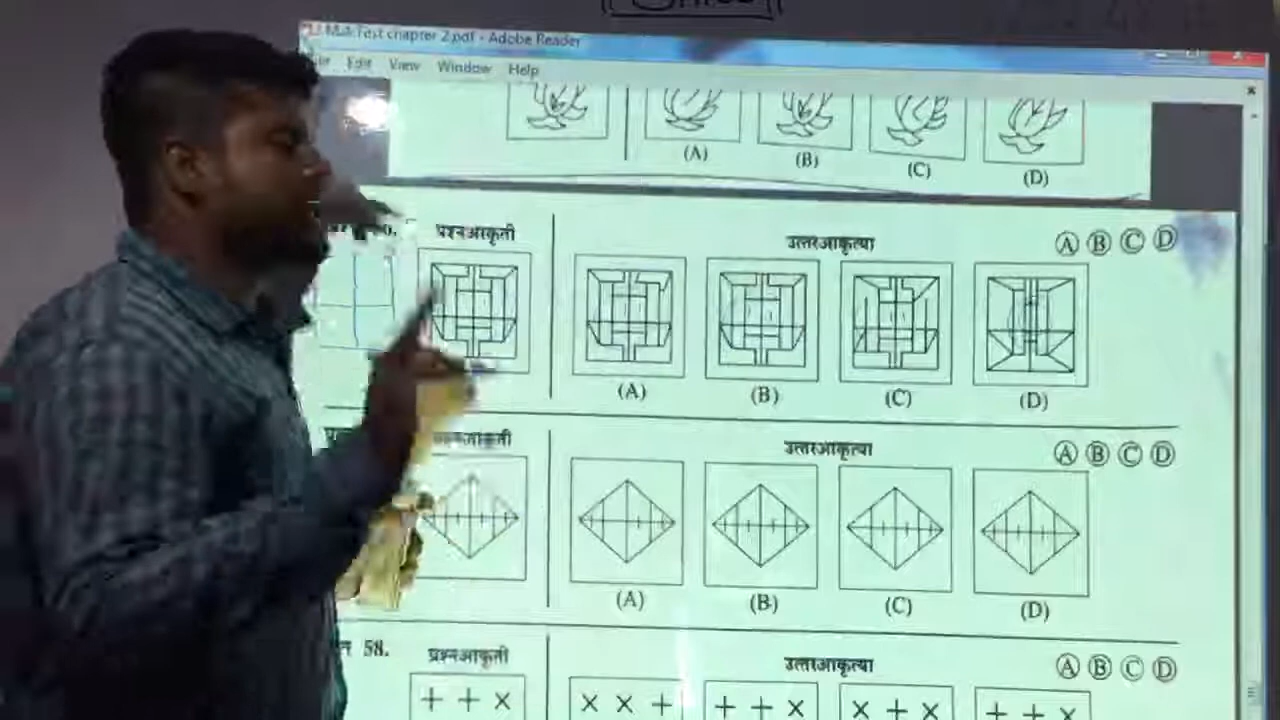 Test chapter 2.pdf - Adobe Reader
Edit View Window Help
(A) (B) (C) (D)
प्रश्नआकृती उत्तरआकृत्या Ⓐ Ⓑ Ⓒ Ⓓ
(A) (B) (C) (D)
उत्तरआकृत्या Ⓐ Ⓑ Ⓒ Ⓓ
(A) (B) (C) (D)
58. प्रश्नआकृती उत्तरआकृत्या Ⓐ Ⓑ Ⓒ Ⓓ
+ + × × × + + + × × + × + + ×